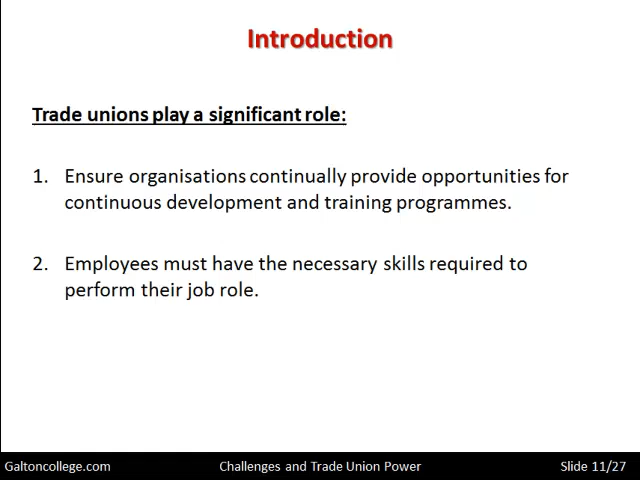 Introduction
Trade unions play a significant role:
1. Ensure organisations continually provide opportunities for
continuous development and training programmes.
2. Employees must have the necessary skills required to
perform their job role.
Galtoncollege.com Challenges and Trade Union Power Slide 11/27